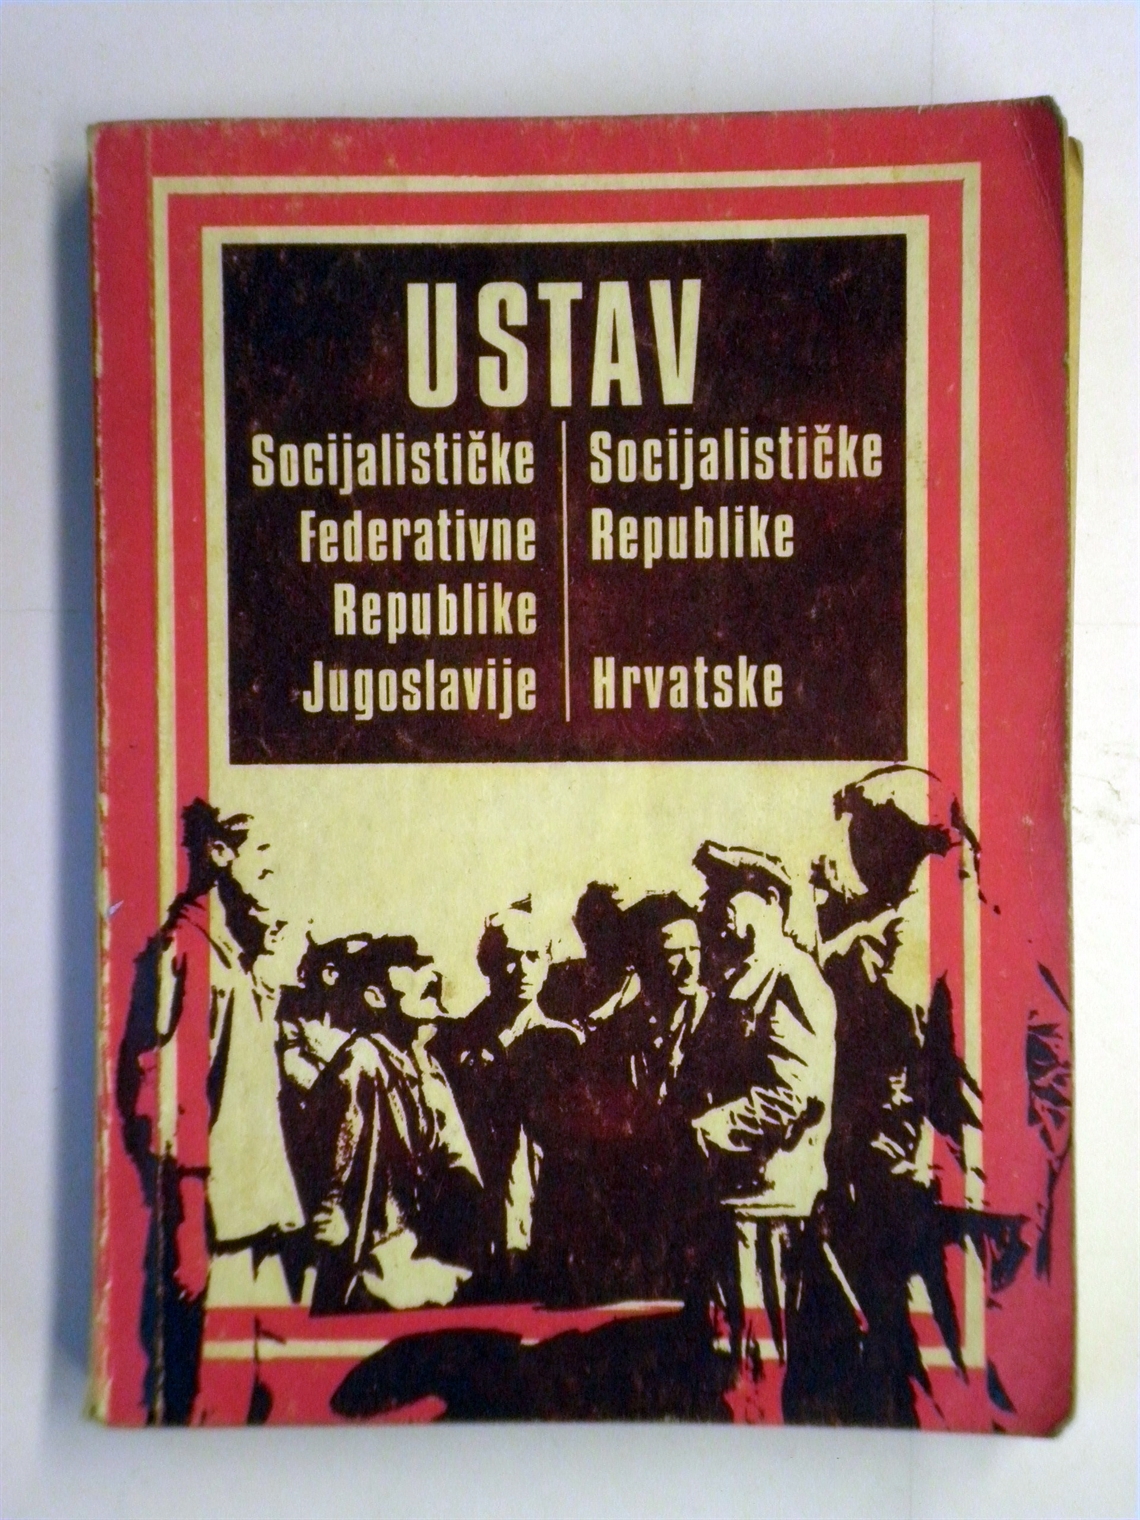 USTAV
Socijalističke
Federativne
Republike
Jugoslavije
Socijalističke
Republike
Hrvatske